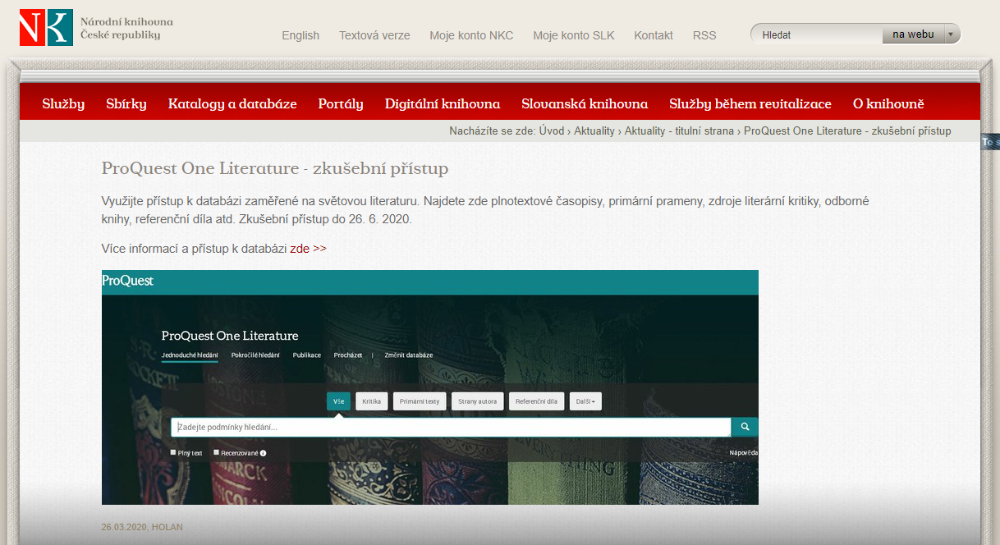 NK Národní knihovna
České republiky
English Textová verze Moje konto NKC Moje konto SLK Kontakt RSS Hledat na webu
Služby Sbírky Katalogy a databáze Portály Digitální knihovna Slovanská knihovna Služby během revitalizace O knihovně
Nacházíte se zde: Úvod › Aktuality › Aktuality - titulní strana › ProQuest One Literature - zkušební přístup
To s
ProQuest One Literature - zkušební přístup
Využijte přístup k databázi zaměřené na světovou literaturu. Najdete zde plnotextové časopisy, primární prameny, zdroje literární kritiky, odborné
knihy, referenční díla atd. Zkušební přístup do 26. 6. 2020.
Více informací a přístup k databázi zde >>
ProQuest
ProQuest One Literature
Jednoduché hledání Pokročilé hledání Publikace Procházet | Změnit databáze
Vše Kritika Primární texty Strany autora Referenční díla Další
Zadejte podmínky hledání...
Plný text Recenzované Nápověda
26.03.2020, HOLAN